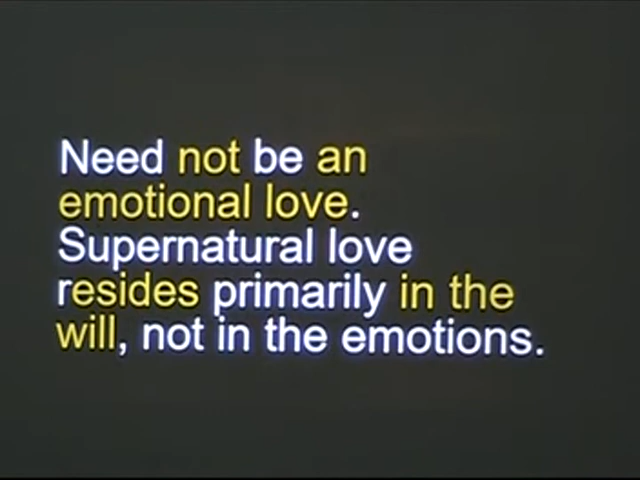 Need not be an
emotional love.
Supernatural love
resides primarily in the
will, not in the emotions.